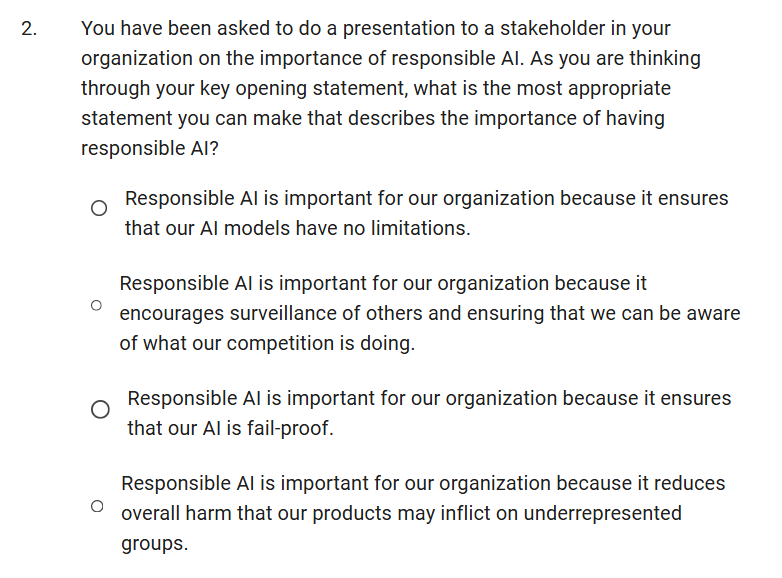 2. You have been asked to do a presentation to a stakeholder in your
organization on the importance of responsible AI. As you are thinking
through your key opening statement, what is the most appropriate
statement you can make that describes the importance of having
responsible AI?
Responsible AI is important for our organization because it ensures
that our AI models have no limitations.
Responsible AI is important for our organization because it
encourages surveillance of others and ensuring that we can be aware
of what our competition is doing.
Responsible AI is important for our organization because it ensures
that our AI is fail-proof.
Responsible AI is important for our organization because it reduces
overall harm that our products may inflict on underrepresented
groups.